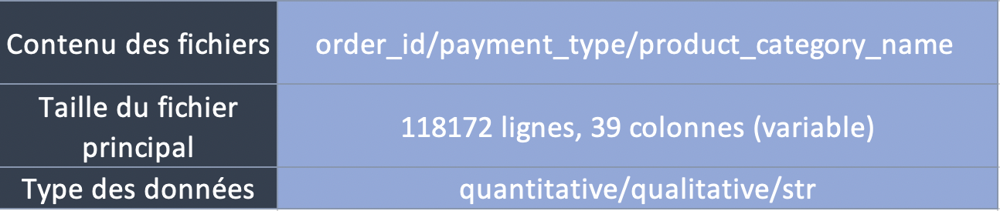 Contenu des fichiers
order_id/payment_type/product_category_name
Taille du fichier
principal
118172 lignes, 39 colonnes (variable)
Type des données
quantitative/qualitative/str